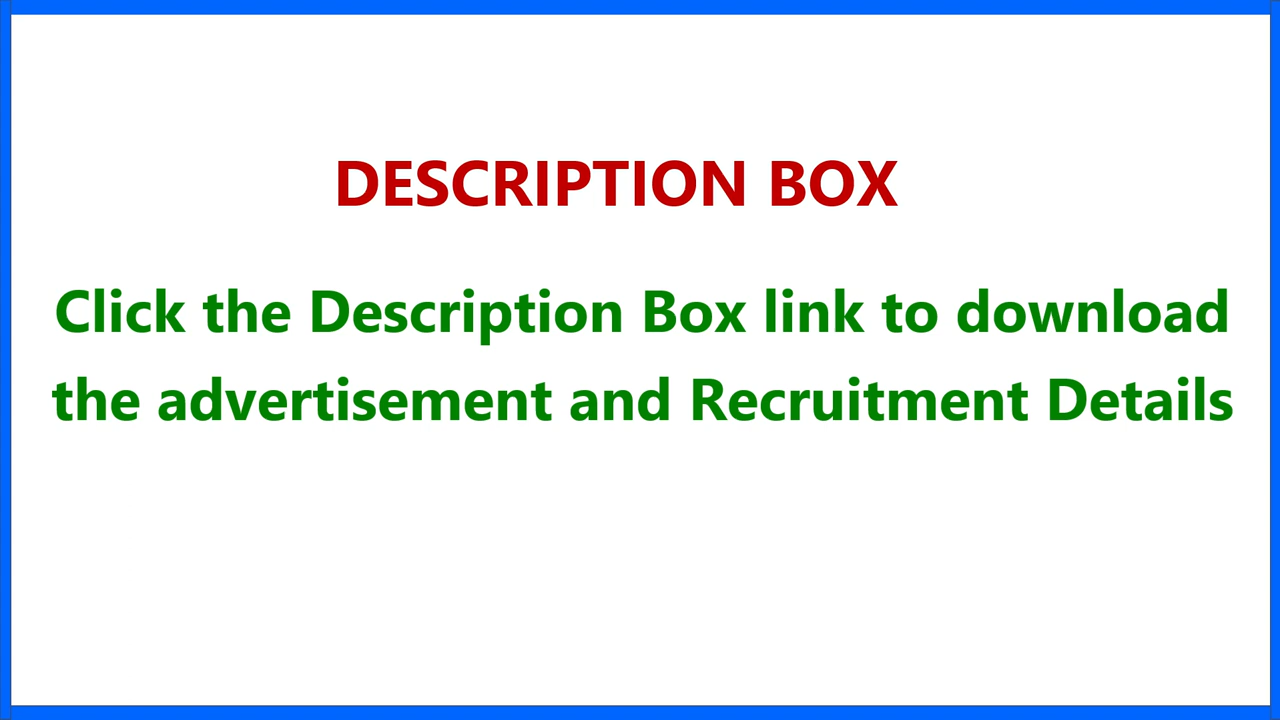 DESCRIPTION BOX
Click the Description Box link to download
the advertisement and Recruitment Details